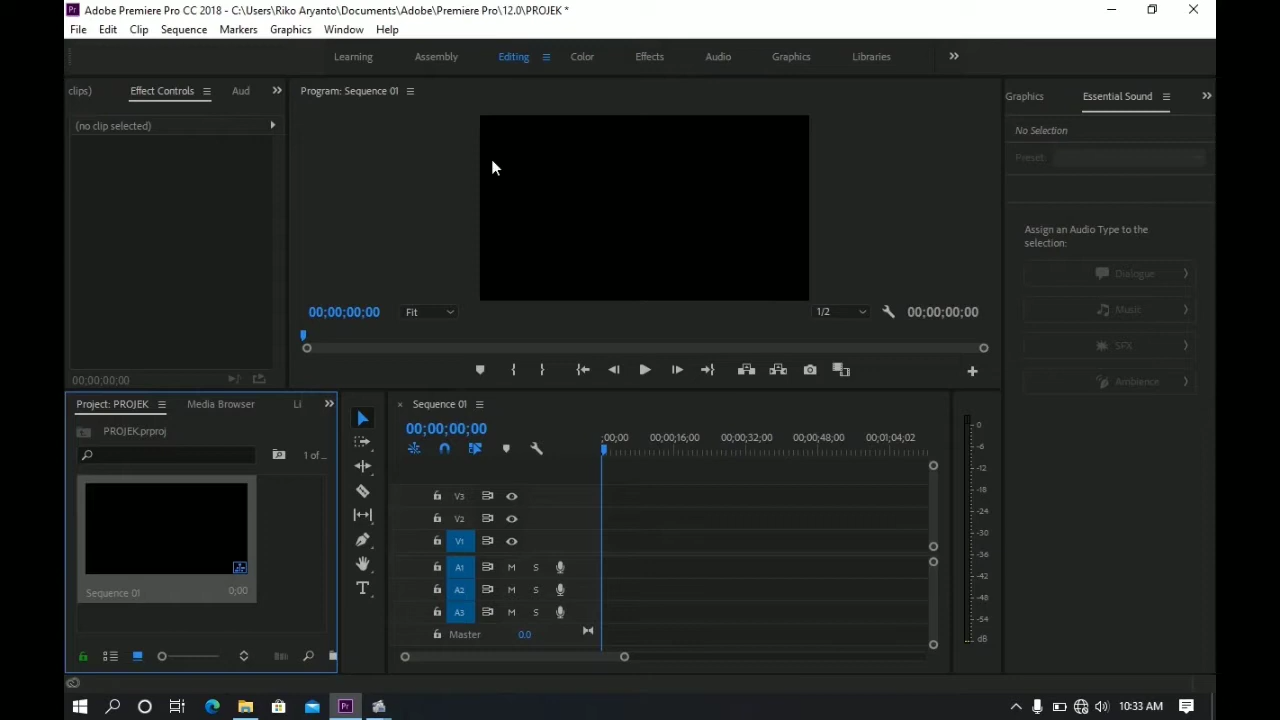 Adobe Premiere Pro CC 2018 - C:\Users\Riko Aryanto\Documents\Adobe\Premiere Pro\12.0\PROJEK *
File Edit Clip Sequence Markers Graphics Window Help
Learning Assembly Editing Color Effects Audio Graphics Libraries
clips) Effect Controls Aud
Program: Sequence 01
Graphics Essential Sound
(no clip selected)
No Selection
Preset:
Assign an Audio Type to the
selection:
Dialogue
Music
SFX
Ambience
00;00;00;00 Fit 1/2 00;00;00;00
00;00;00;00
Project: PROJEK Media Browser Li
PROJEK.prproj
1 of ...
Sequence 01 0;00
Sequence 01
00;00;00;00
;00;00 00;00;16;00 00;00;32;00 00;00;48;00 00;01;04;02
V3
V2
V1
A1 M S
A2 M S
A3 M S
Master 0.0
0
-6
-12
-18
-24
-30
-36
-42
-48
-54
dB
Pr
10:33 AM